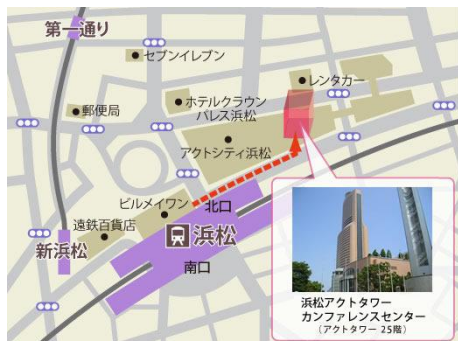 第一通り
セブンイレブン
レンタカー
郵便局
ホテルクラウン
パレス浜松
アクトシティ浜松
ビルメイワン
北口
遠鉄百貨店
浜松
新浜松
南口
浜松アクトタワー
カンファレンスセンター
(アクトタワー 25階)